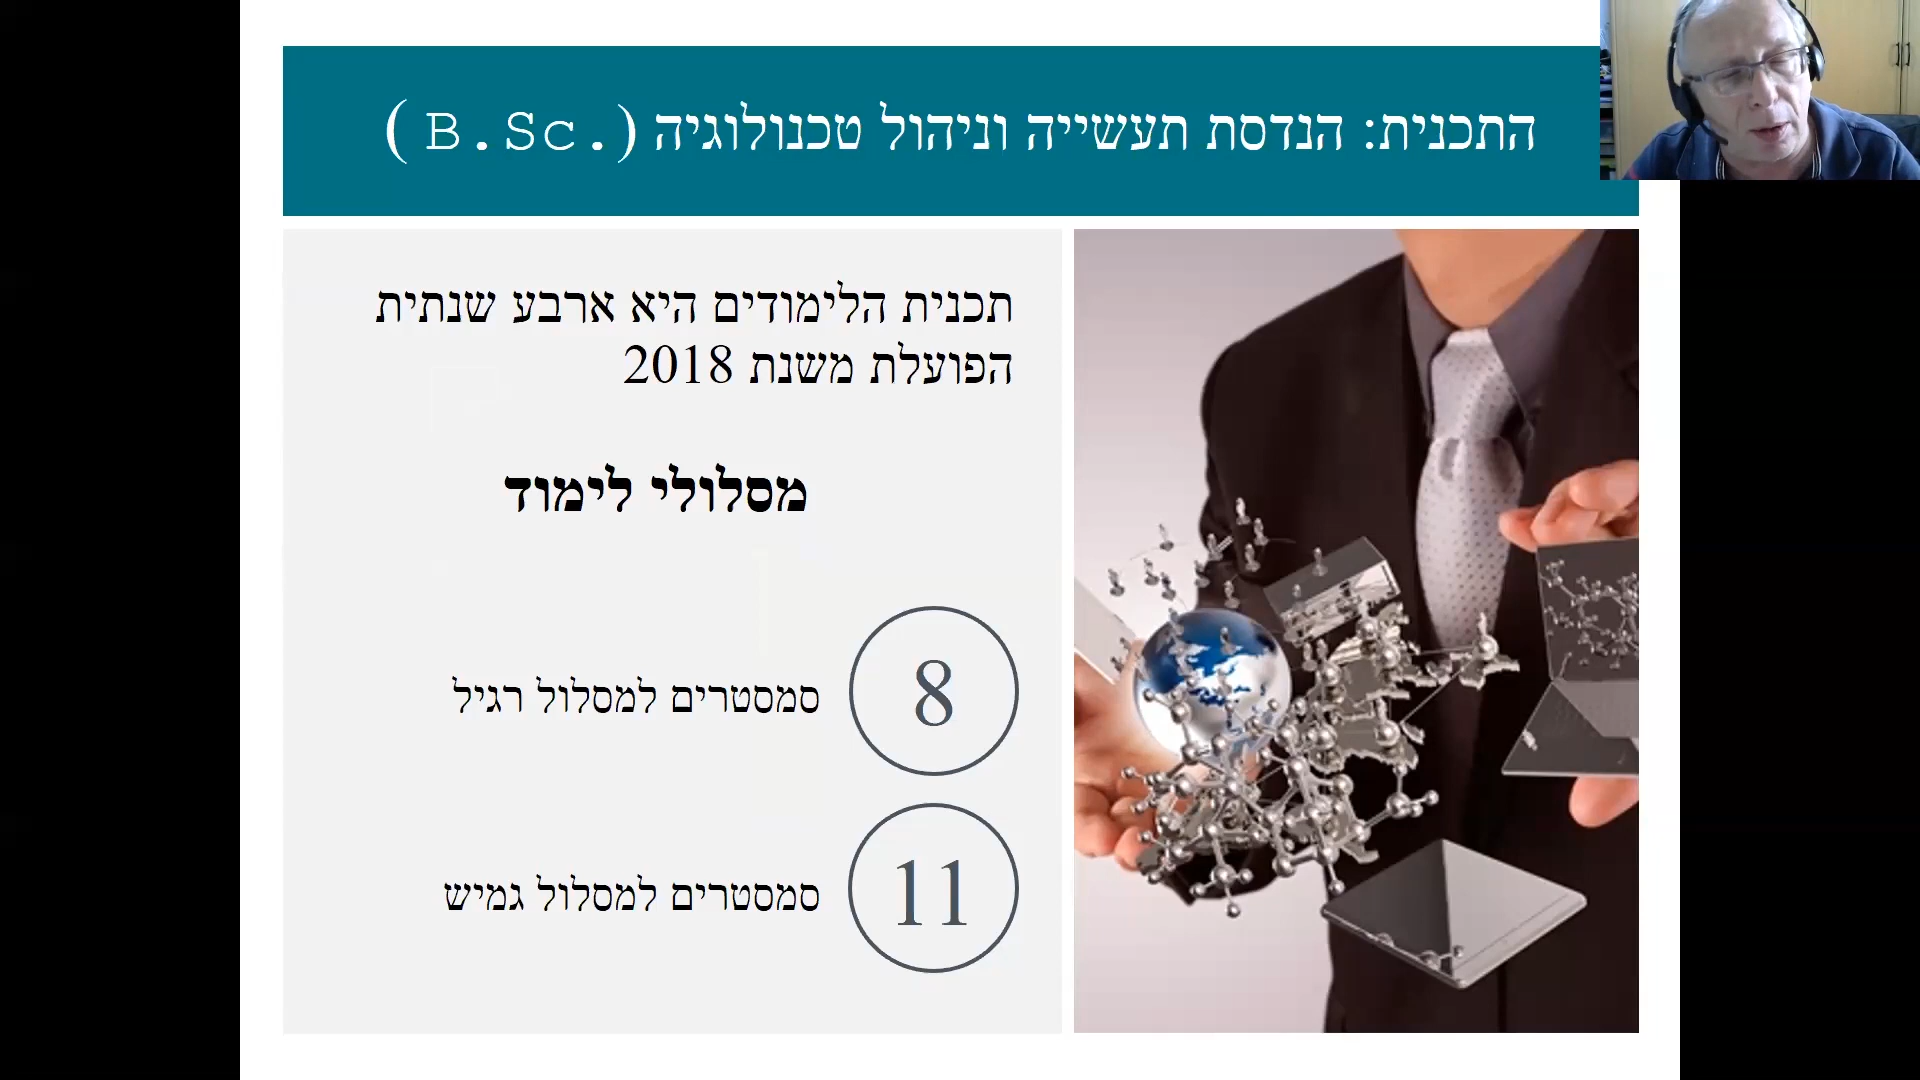 התכנית: הנדסת תעשייה וניהול טכנולוגיה (B.Sc.)
תכנית הלימודים היא ארבע שנתית
הפועלת משנת 2018
מסלולי לימוד
8
סמסטרים למסלול רגיל
11
סמסטרים למסלול גמיש